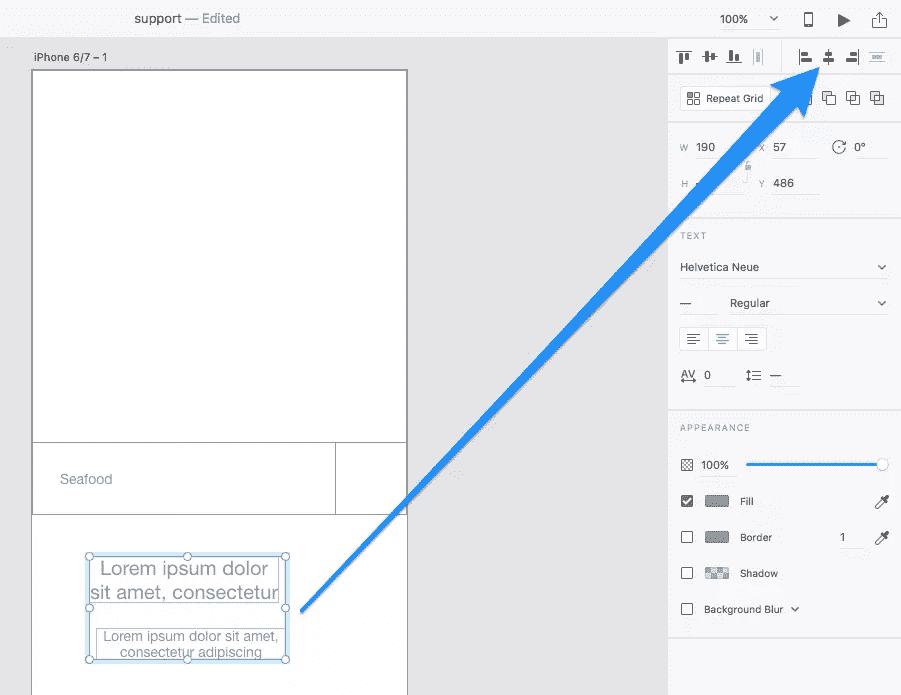 support — Edited
100%
iPhone 6/7 – 1
Repeat Grid
W 190
X 57
0°
H
Y 486
TEXT
Helvetica Neue
— Regular
AV 0
—
APPEARANCE
100%
Fill
Border 1
Shadow
Background Blur
Seafood
Lorem ipsum dolor
sit amet, consectetur
Lorem ipsum dolor sit amet,
consectetur adipiscing